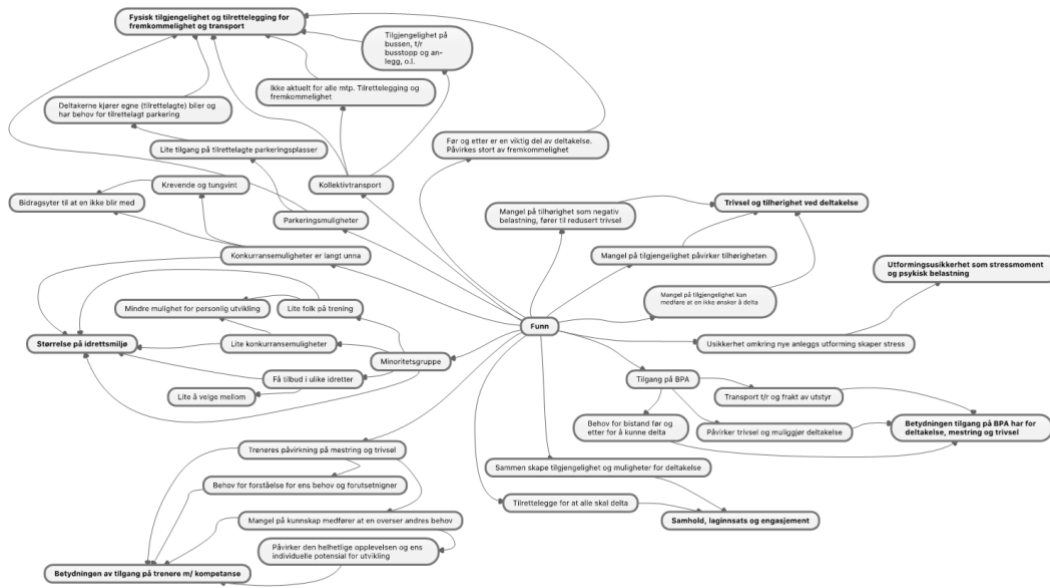 Fysisk tilgjengelighet og tilrettelegging for
fremkommelighet og transport
Tilgjengelighet på
bussen, t/r
busstopp og an-
legg, o.l.
Ikke aktuelt for alle mtp. Tilrettelegging og
fremkommelighet
Deltakerne kjører egne (tilrettelagte) biler og
har behov for tilrettelagt parkering
Før og etter er en viktig del av deltakelse.
Påvirkes stort av fremkommelighet
Lite tilgang på tilrettelagte parkeringsplasser
Krevende og tungvint
Kollektivtransport
Bidragsyter til at en ikke blir med
Parkeringsmuligheter
Mangel på tilhørighet som negativ
belastning, fører til redusert trivsel
Trivsel og tilhørighet ved deltakelse
Konkurransemuligheter er langt unna
Mangel på tilgjengelighet påvirker tilhørigheten
Utformingsusikkerhet som stressmoment
og psykisk belastning
Mindre mulighet for personlig utvikling
Lite folk på trening
Mangel på tilgjengelighet kan
medføre at en ikke ønsker å delta
Funn
Størrelse på idrettsmiljø
Lite konkurransemuligheter
Usikkerhet omkring nye anleggs utforming skaper stress
Minoritetsgruppe
Få tilbud i ulike idretter
Tilgang på BPA
Lite å velge mellom
Transport t/r og frakt av utstyr
Behov for bistand før og
etter for å kunne delta
Påvirker trivsel og muliggjør deltakelse
Betydningen tilgang på BPA har for
deltakelse, mestring og trivsel
Treneres påvirkning på mestring og trivsel
Sammen skape tilgjengelighet og muligheter for deltakelse
Behov for forståelse for ens behov og forutsetnigner
Tilrettelegge for at alle skal delta
Mangel på kunnskap medfører at en overser andres behov
Samhold, laginnsats og engasjement
Påvirker den helhetlige opplevelsen og ens
individuelle potensial for utvikling
Betydningen av tilgang på trenere m/ kompetanse